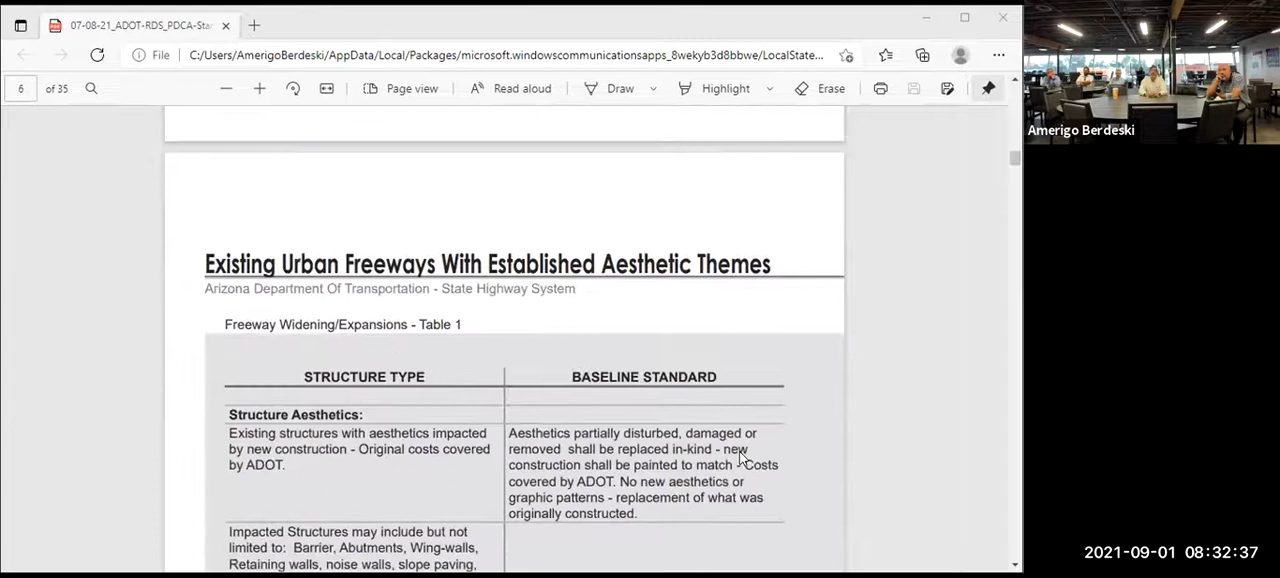 07-08-21_ADOT-RDS_PDCA-Star
File
C:/Users/AmerigoBerdeski/AppData/Local/Packages/microsoft.windowscommunicationsapps_8wekyb3d8bbwe/LocalState...
6 of 35
Page view
Read aloud
Draw
Highlight
Erase
Amerigo Berdeski
Existing Urban Freeways With Established Aesthetic Themes
Arizona Department Of Transportation - State Highway System
Freeway Widening/Expansions - Table 1
STRUCTURE TYPE
BASELINE STANDARD
Structure Aesthetics:
Existing structures with aesthetics impacted
by new construction - Original costs covered
by ADOT.
Aesthetics partially disturbed, damaged or
removed shall be replaced in-kind - new
construction shall be painted to match - Costs
covered by ADOT. No new aesthetics or
graphic patterns - replacement of what was
originally constructed.
Impacted Structures may include but not
limited to: Barrier, Abutments, Wing-walls,
Retaining walls, noise walls, slope paving,
2021-09-01 08:32:37